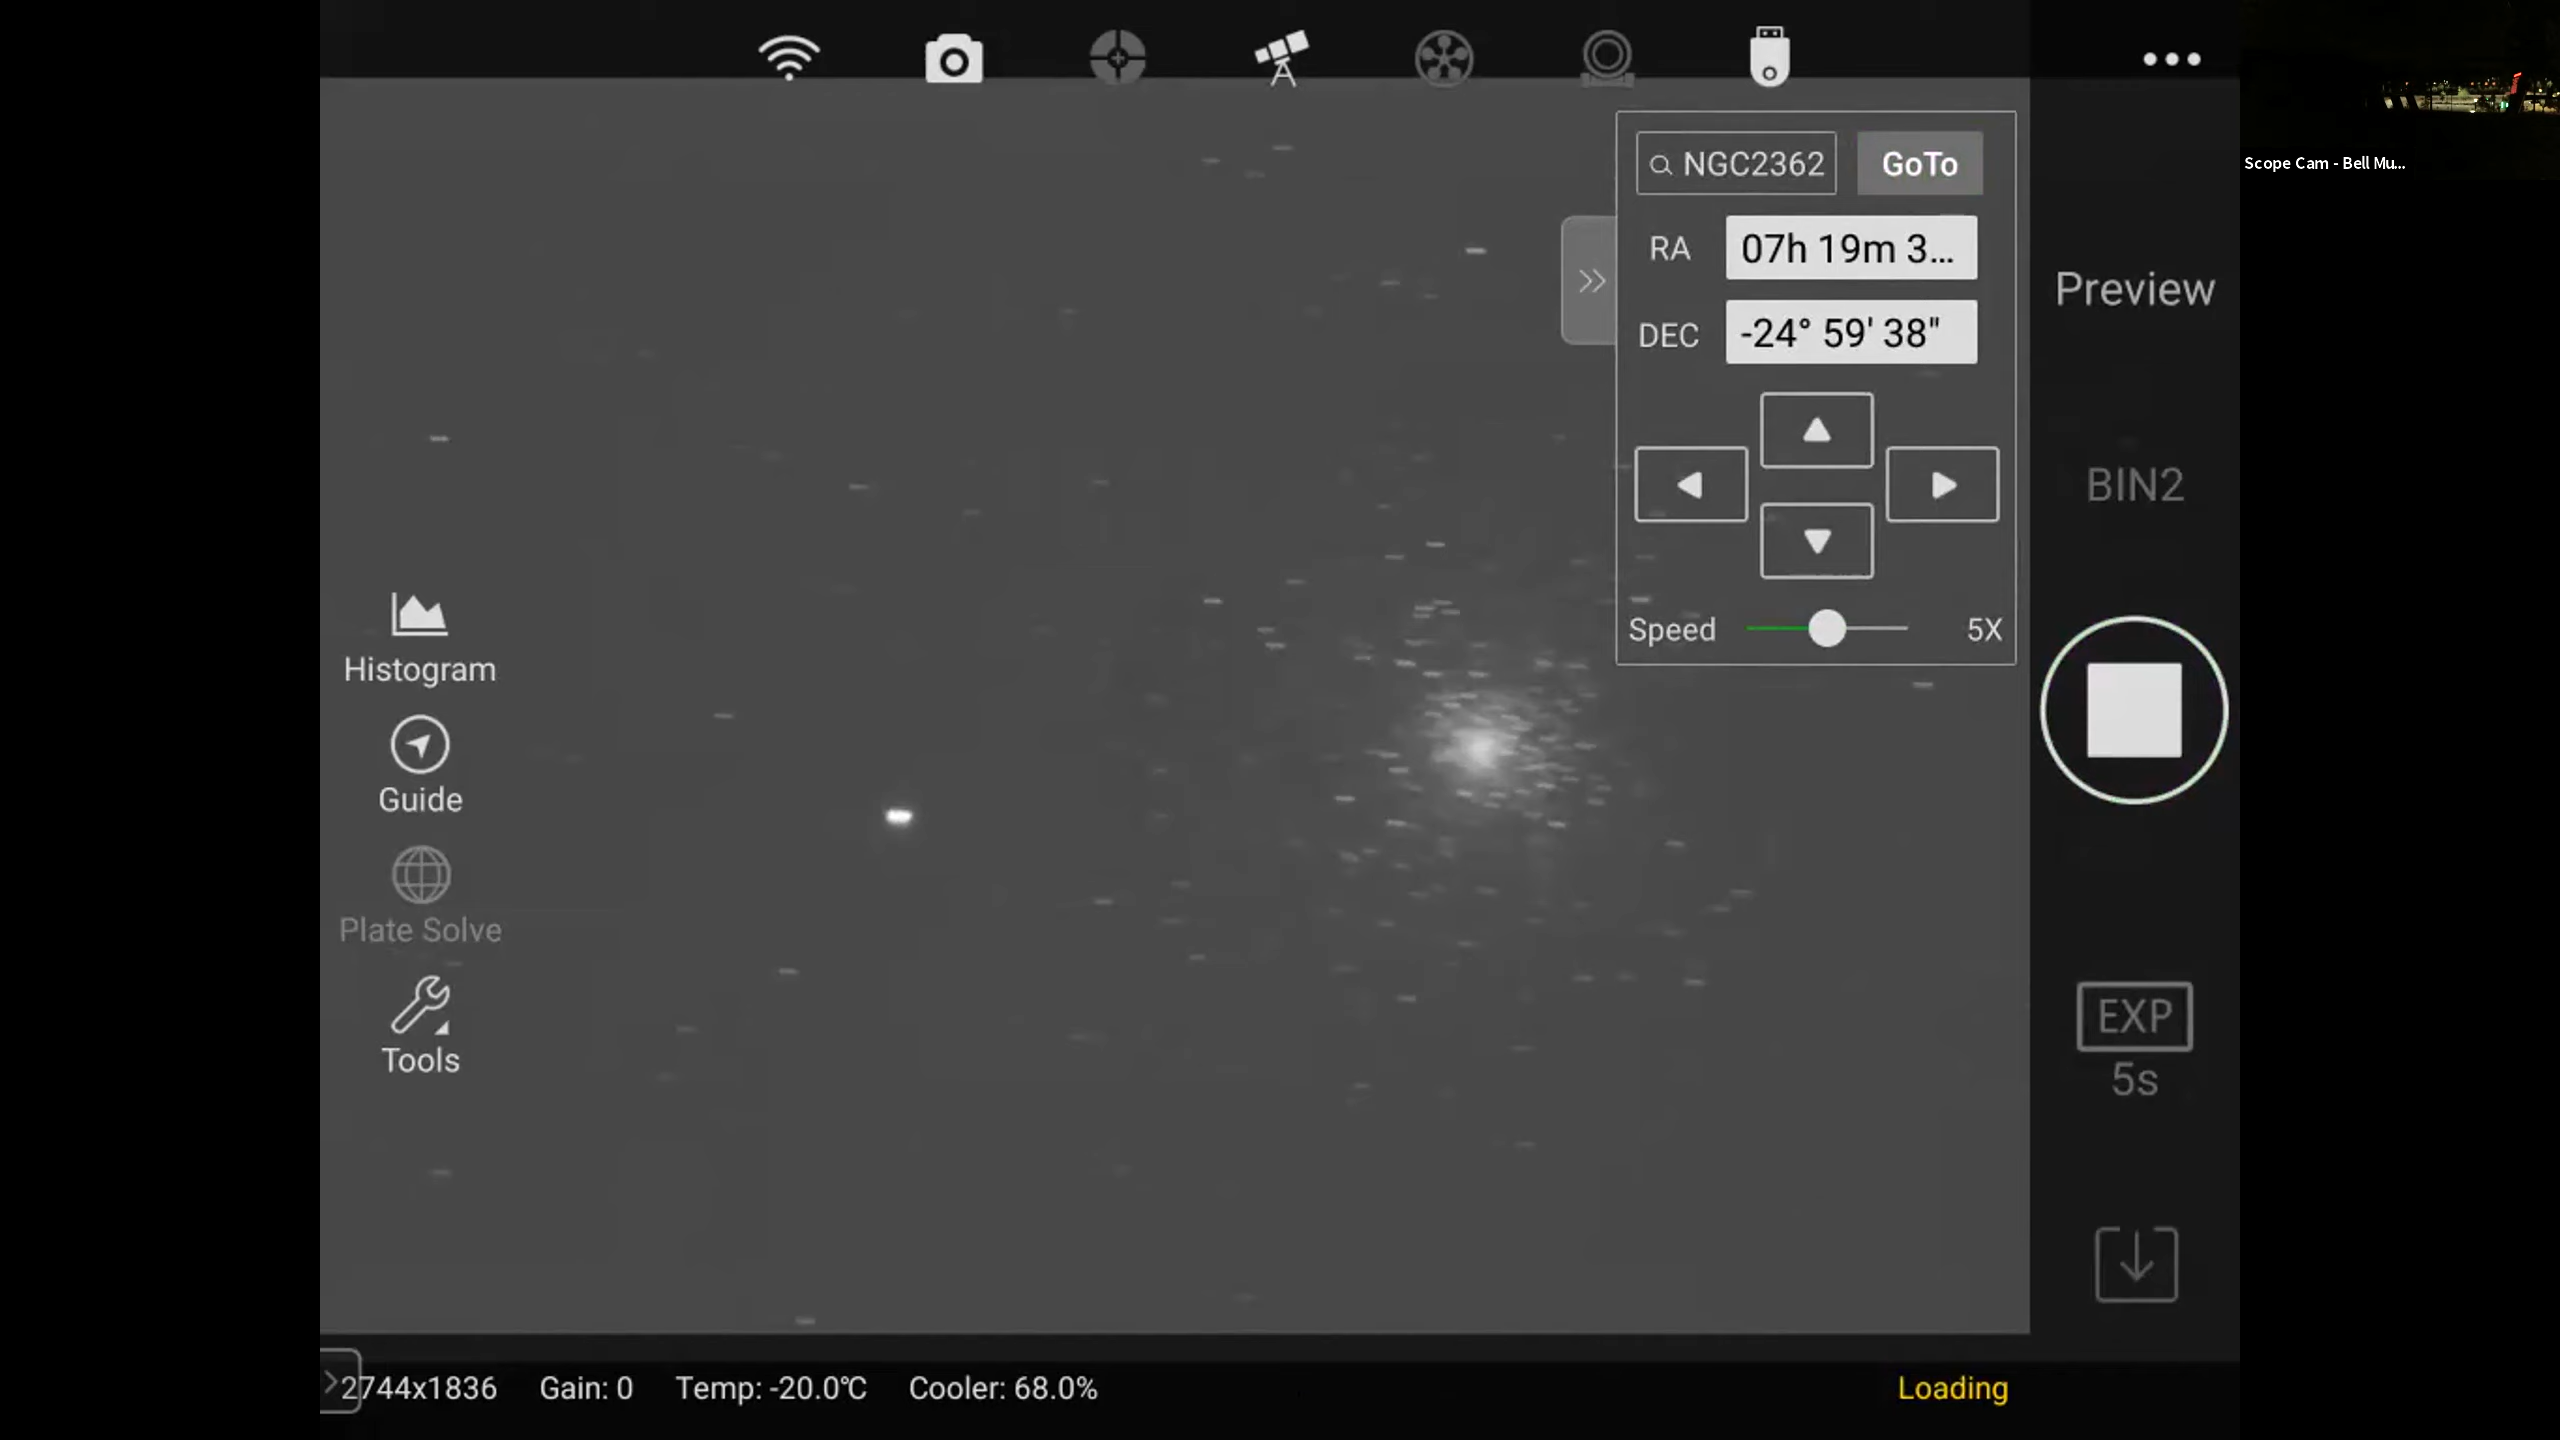 Scope Cam - Bell Mu...
NGC2362
GoTo
RA
07h 19m 3...
DEC
-24° 59' 38"
Speed
5X
Preview
BIN2
EXP
5s
Histogram
Guide
Plate Solve
Tools
2744x1836
Gain: 0
Temp: -20.0℃
Cooler: 68.0%
Loading